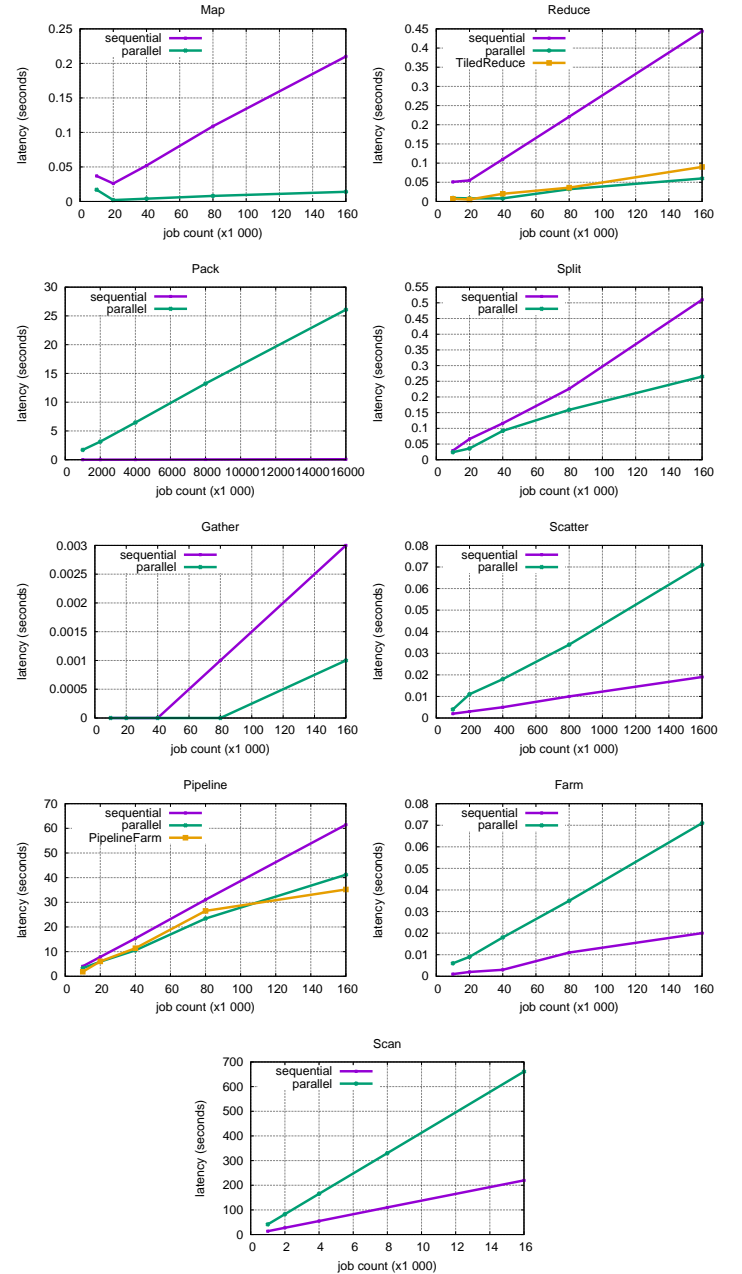 Map
sequential
parallel
latency (seconds)
0.25
0.2
0.15
0.1
0.05
0
0 20 40 60 80 100 120 140 160
job count (x1 000)
Reduce
sequential
parallel
TiledReduce
latency (seconds)
0.45
0.4
0.35
0.3
0.25
0.2
0.15
0.1
0.05
0
0 20 40 60 80 100 120 140 160
job count (x1 000)
Pack
sequential
parallel
latency (seconds)
30
25
20
15
10
5
0
0 2000 4000 6000 8000 10000 12000 14000 16000
job count (x1 000)
Split
sequential
parallel
latency (seconds)
0.55
0.5
0.45
0.4
0.35
0.3
0.25
0.2
0.15
0.1
0.05
0
0 20 40 60 80 100 120 140 160
job count (x1 000)
Gather
sequential
parallel
latency (seconds)
0.003
0.0025
0.002
0.0015
0.001
0.0005
0
0 20 40 60 80 100 120 140 160
job count (x1 000)
Scatter
sequential
parallel
latency (seconds)
0.08
0.07
0.06
0.05
0.04
0.03
0.02
0.01
0
0 200 400 600 800 1000 1200 1400 1600
job count (x1 000)
Pipeline
sequential
parallel
PipelineFarm
latency (seconds)
70
60
50
40
30
20
10
0
0 20 40 60 80 100 120 140 160
job count (x1 000)
Farm
sequential
parallel
latency (seconds)
0.08
0.07
0.06
0.05
0.04
0.03
0.02
0.01
0
0 20 40 60 80 100 120 140 160
job count (x1 000)
Scan
sequential
parallel
latency (seconds)
700
600
500
400
300
200
100
0
0 2 4 6 8 10 12 14 16
job count (x1 000)